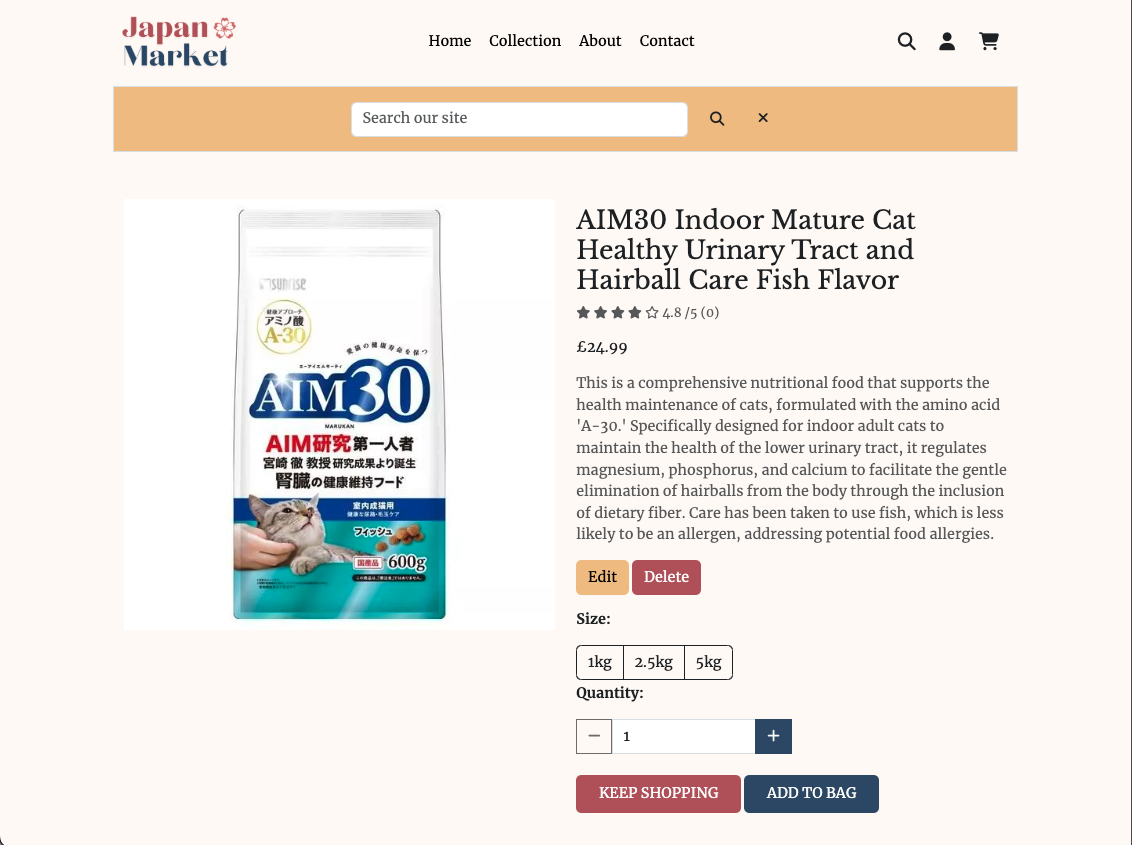 Japan
Market
Home Collection About Contact
Search our site
sunrise
健康アプローチ
アミノ酸
A-30
愛猫の健康寿命を保つ
エーアイエムサーティ
AIM30
MARUKAN
AIM研究第一人者
宮崎 徹 教授 研究成果より誕生
腎臓の健康維持フード
室内成猫用
健康な尿路・毛玉ケア
フィッシュ
国産品 600g
AIM30 Indoor Mature Cat
Healthy Urinary Tract and
Hairball Care Fish Flavor
4.8 /5 (0)
£24.99
This is a comprehensive nutritional food that supports the
health maintenance of cats, formulated with the amino acid
'A-30.' Specifically designed for indoor adult cats to
maintain the health of the lower urinary tract, it regulates
magnesium, phosphorus, and calcium to facilitate the gentle
elimination of hairballs from the body through the inclusion
of dietary fiber. Care has been taken to use fish, which is less
likely to be an allergen, addressing potential food allergies.
Edit Delete
Size:
1kg 2.5kg 5kg
Quantity:
1
KEEP SHOPPING ADD TO BAG